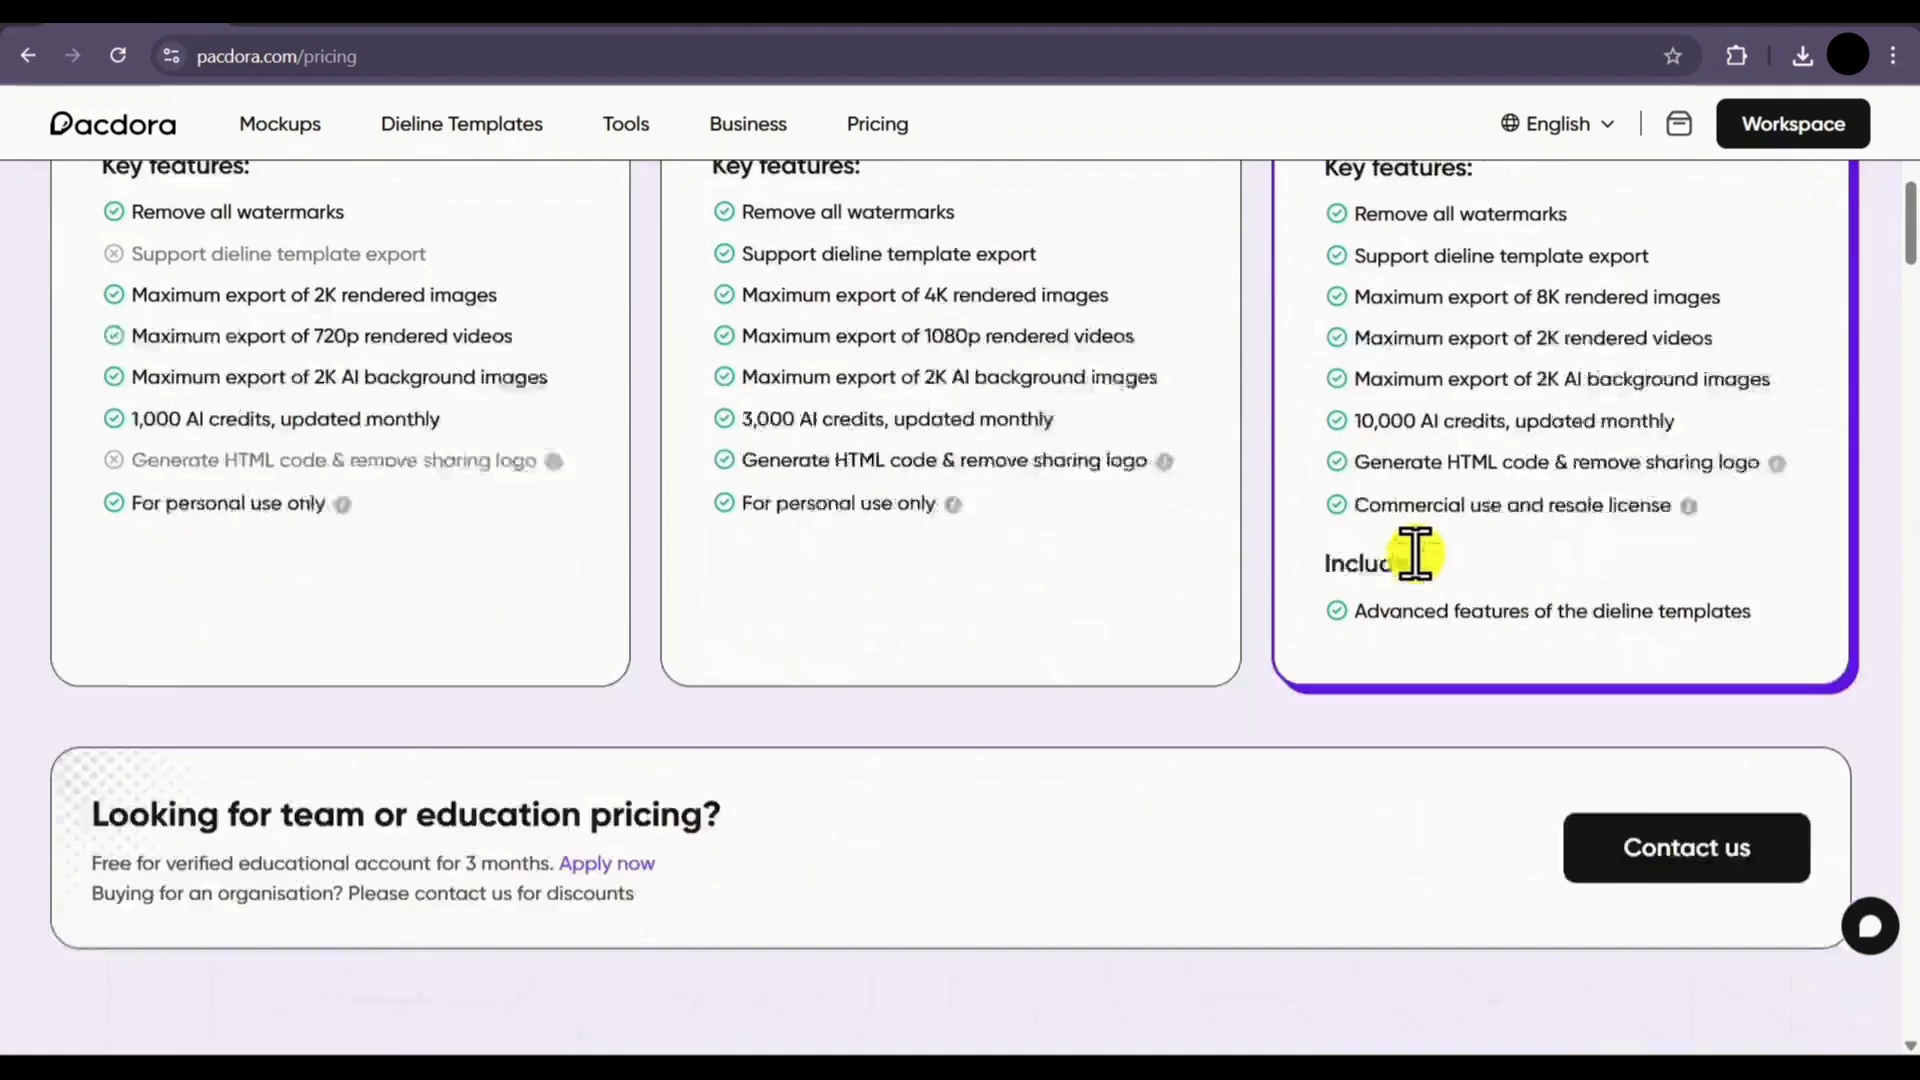 pacdora.com/pricing
Pacdora
Mockups
Dieline Templates
Tools
Business
Pricing
English
Workspace
Key features:
Remove all watermarks
Support dieline template export
Maximum export of 2K rendered images
Maximum export of 720p rendered videos
Maximum export of 2K AI background images
1,000 AI credits, updated monthly
Generate HTML code & remove sharing logo
For personal use only
Key features:
Remove all watermarks
Support dieline template export
Maximum export of 4K rendered images
Maximum export of 1080p rendered videos
Maximum export of 2K AI background images
3,000 AI credits, updated monthly
Generate HTML code & remove sharing logo
For personal use only
Key features:
Remove all watermarks
Support dieline template export
Maximum export of 8K rendered images
Maximum export of 2K rendered videos
Maximum export of 2K AI background images
10,000 AI credits, updated monthly
Generate HTML code & remove sharing logo
Commercial use and resale license
Advanced features of the dieline templates
Looking for team or education pricing?
Free for verified educational account for 3 months. Apply now
Buying for an organisation? Please contact us for discounts
Contact us